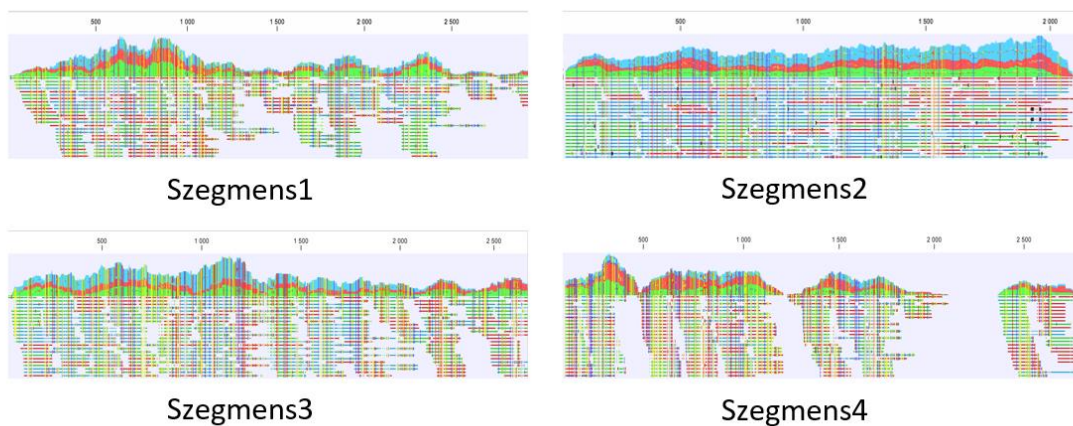 500 1 000 1 500 2 000 2 500
500 1 000 1 500 2 000
Szegmens1
Szegmens2
500 1 000 1 500 2 000 2 500
500 1 000 1 500 2 000 2 500
Szegmens3
Szegmens4